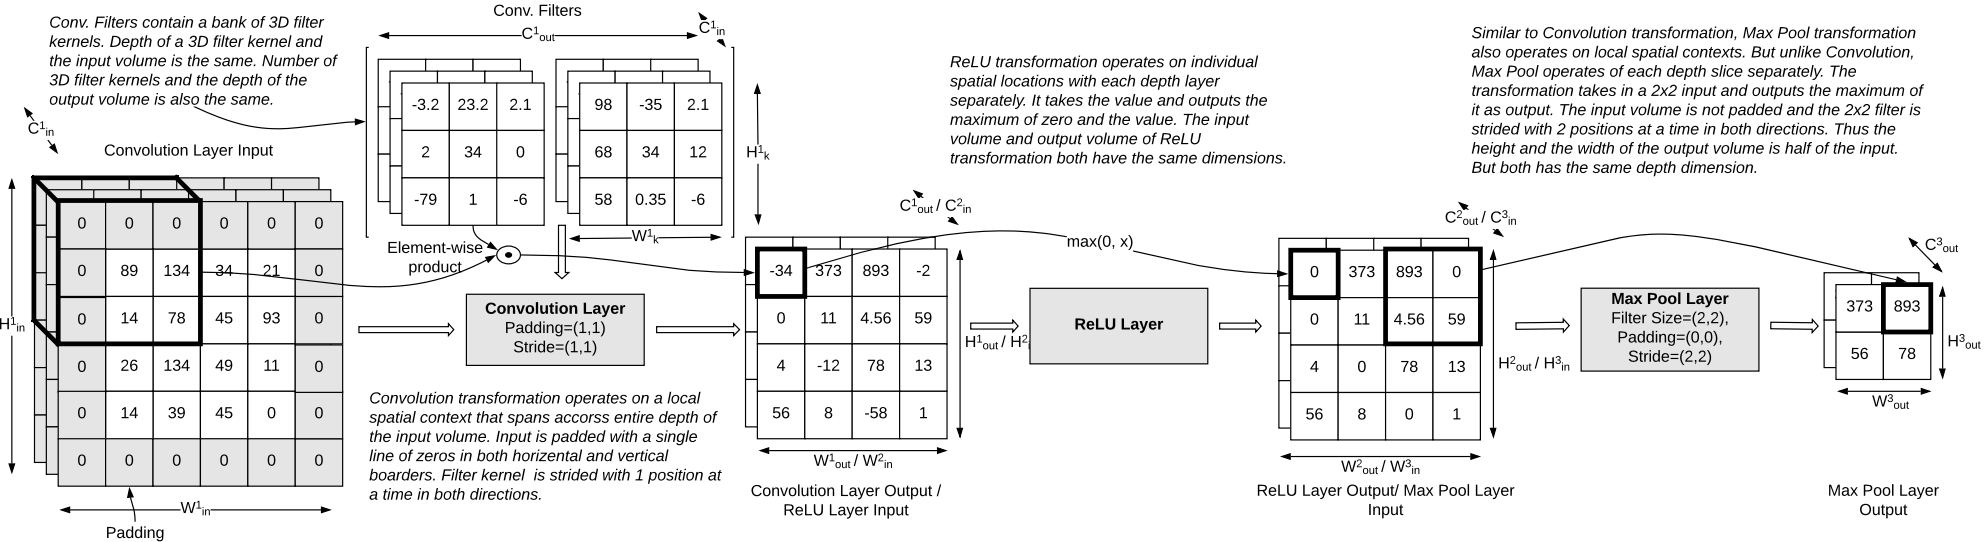 Conv. Filters contain a bank of 3D filter
kernels. Depth of a 3D filter kernel and
the input volume is the same. Number of
3D filter kernels and the depth of the
output volume is also the same.
C¹in
Convolution Layer Input
H¹in
0 0 0 0 0 0
0 89 134 34 21 0
0 14 78 45 93 0
0 26 134 49 11 0
0 14 39 45 0 0
0 0 0 0 0 0
W¹in
Padding
Conv. Filters
C¹out
C¹in
-3.2 23.2 2.1
2 34 0
-79 1 -6
98 -35 2.1
68 34 12
58 0.35 -6
H¹k
W¹k
Element-wise
product
Convolution Layer
Padding=(1,1)
Stride=(1,1)
Convolution transformation operates on a local
spatial context that spans accorss entire depth of
the input volume. Input is padded with a single
line of zeros in both horizental and vertical
boarders. Filter kernel is strided with 1 position at
a time in both directions.
C¹out / C²in
-34 373 893 -2
0 11 4.56 59
4 -12 78 13
56 8 -58 1
H¹out / H²in
W¹out / W²in
Convolution Layer Output /
ReLU Layer Input
ReLU transformation operates on individual
spatial locations with each depth layer
separately. It takes the value and outputs the
maximum of zero and the value. The input
volume and output volume of ReLU
transformation both have the same dimensions.
max(0, x)
ReLU Layer
C²out / C³in
0 373 893 0
0 11 4.56 59
4 0 78 13
56 8 0 1
H²out / H³in
W²out / W³in
ReLU Layer Output/ Max Pool Layer
Input
Similar to Convolution transformation, Max Pool transformation
also operates on local spatial contexts. But unlike Convolution,
Max Pool operates of each depth slice separately. The
transformation takes in a 2x2 input and outputs the maximum of
it as output. The input volume is not padded and the 2x2 filter is
strided with 2 positions at a time in both directions. Thus the
height and the width of the output volume is half of the input.
But both has the same depth dimension.
Max Pool Layer
Filter Size=(2,2),
Padding=(0,0),
Stride=(2,2)
C³out
373 893
56 78
H³out
W³out
Max Pool Layer
Output